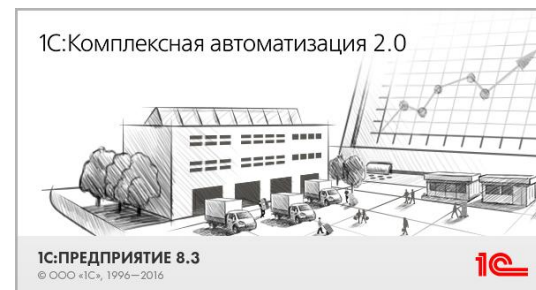 1С:Комплексная автоматизация 2.0
1С:ПРЕДПРИЯТИЕ 8.3
© ООО «1С», 1996—2016
1С